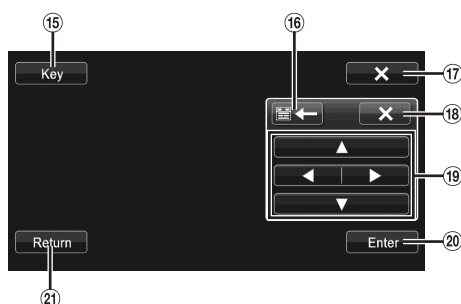 ⑮ ⑯
Key ⑰
⑱
⑲
Return Enter ⑳
㉑